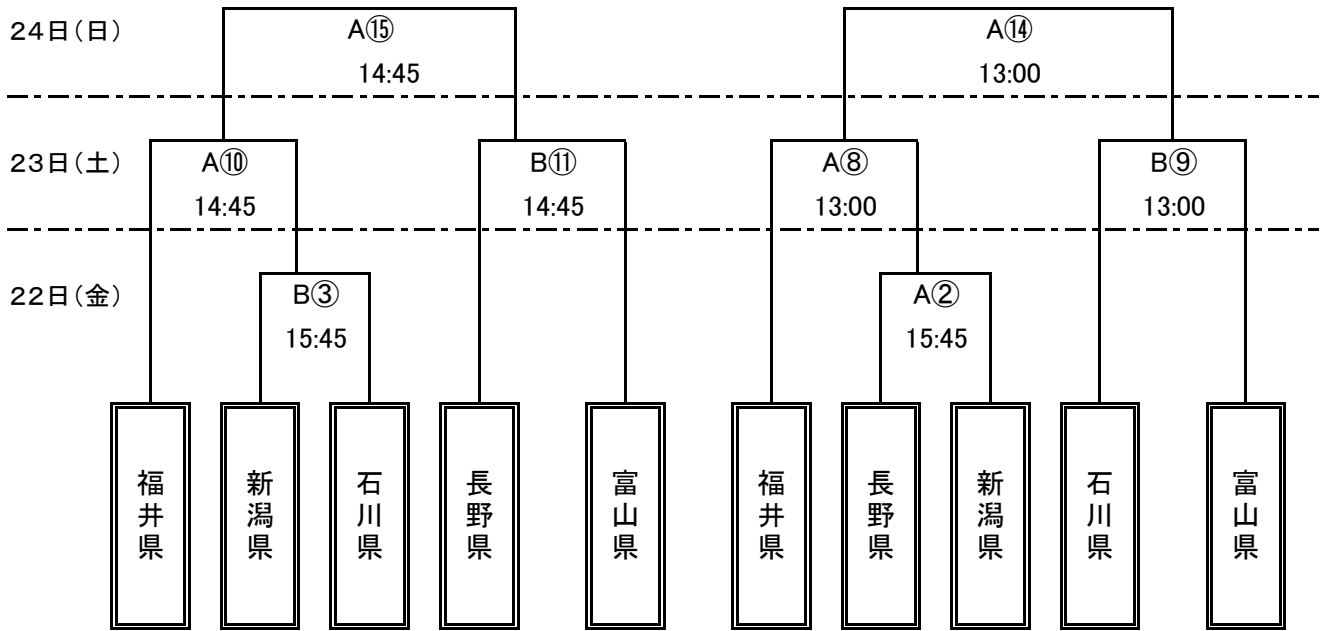 24日（日）
A⑮
A⑭
14:45
13:00
23日（土）
A⑩
B⑪
A⑧
B⑨
14:45
14:45
13:00
13:00
22日（金）
B③
A②
15:45
15:45
福井県
新潟県
石川県
長野県
富山県
福井県
長野県
新潟県
石川県
富山県